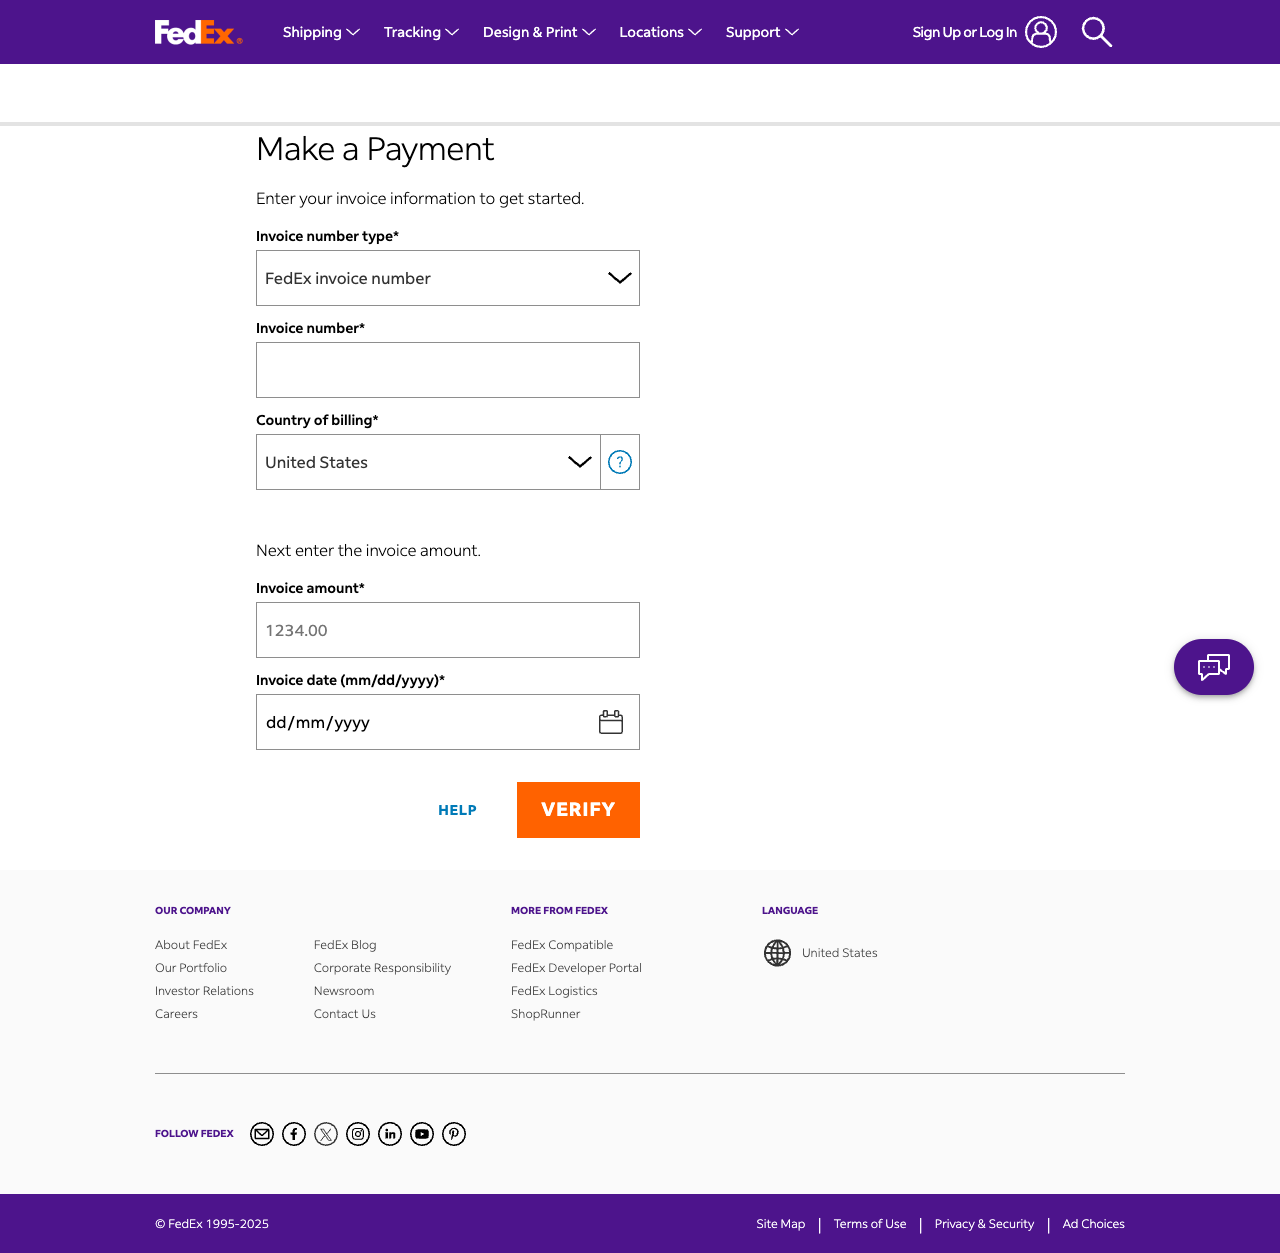 FedEx® Shipping Tracking Design & Print Locations Support Sign Up or Log In
Make a Payment
Enter your invoice information to get started.
Invoice number type*
FedEx invoice number
Invoice number*
Country of billing*
United States ?
Next enter the invoice amount.
Invoice amount*
1234.00
Invoice date (mm/dd/yyyy)*
dd/mm/yyyy
HELP VERIFY
OUR COMPANY
About FedEx
Our Portfolio
Investor Relations
Careers
FedEx Blog
Corporate Responsibility
Newsroom
Contact Us
MORE FROM FEDEX
FedEx Compatible
FedEx Developer Portal
FedEx Logistics
ShopRunner
LANGUAGE
United States
FOLLOW FEDEX
© FedEx 1995-2025 Site Map | Terms of Use | Privacy & Security | Ad Choices